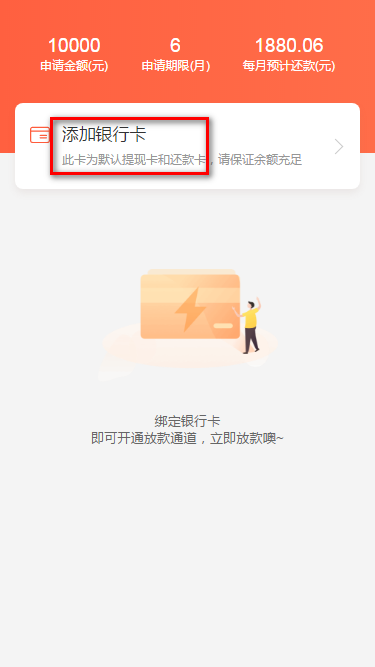 10000 6 1880.06
申请金额(元) 申请期限(月) 每月预计还款(元)
添加银行卡
此卡为默认提现卡和还款卡，请保证余额充足
绑定银行卡
即可开通放款通道，立即放款噢~